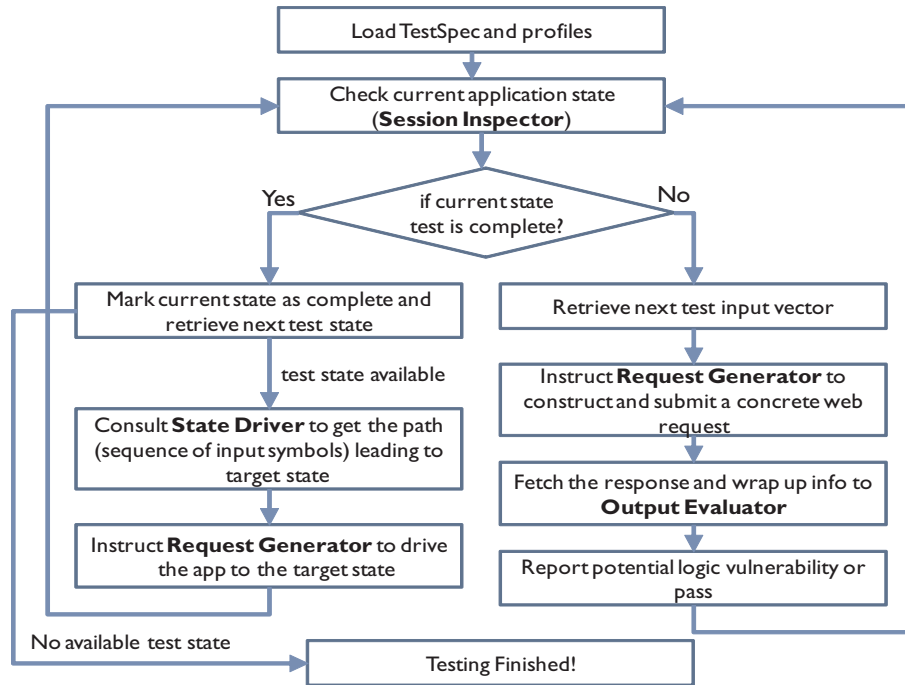 Load TestSpec and profiles
Check current application state
(Session Inspector)
Yes
if current state
test is complete?
No
Mark current state as complete and
retrieve next test state
test state available
Consult State Driver to get the path
(sequence of input symbols) leading to
target state
Instruct Request Generator to drive
the app to the target state
No available test state
Retrieve next test input vector
Instruct Request Generator to
construct and submit a concrete web
request
Fetch the response and wrap up info to
Output Evaluator
Report potential logic vulnerability or
pass
Testing Finished!